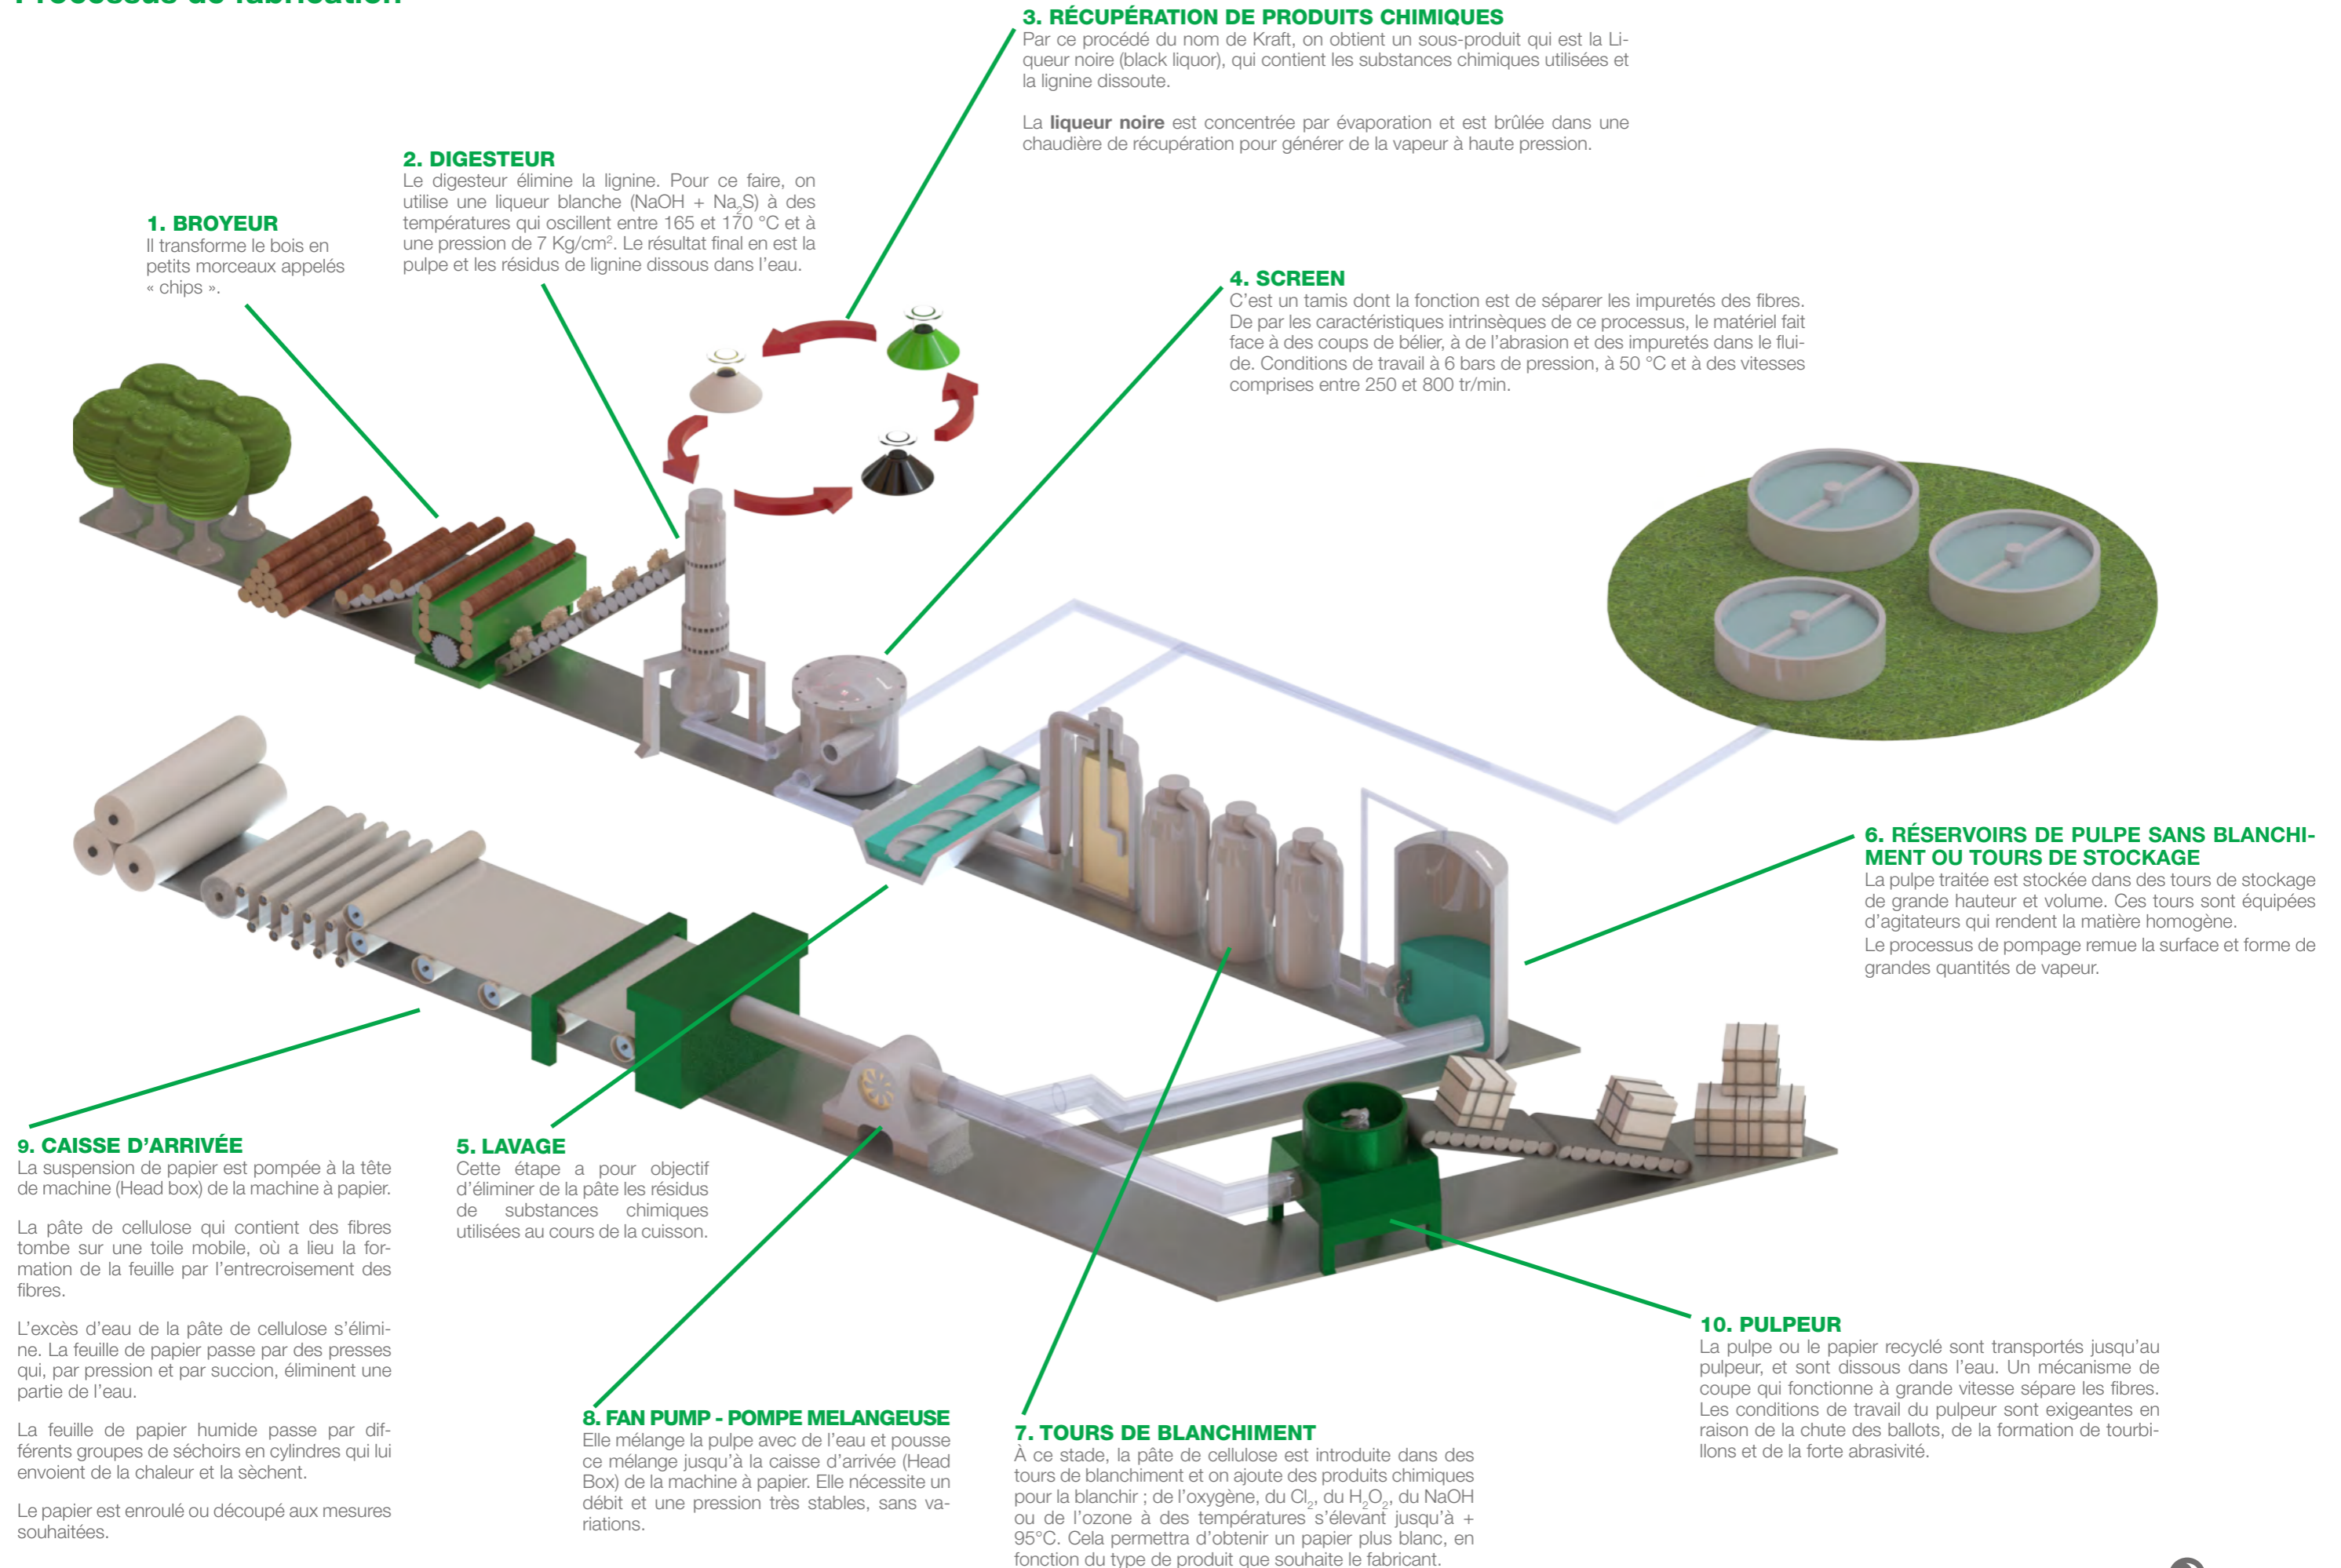 Processus de fabrication
3. RÉCUPÉRATION DE PRODUITS CHIMIQUES
Par ce procédé du nom de Kraft, on obtient un sous-produit qui est la Li-
queur noire (black liquor), qui contient les substances chimiques utilisées et
la lignine dissoute.
La liqueur noire est concentrée par évaporation et est brûlée dans une
chaudière de récupération pour générer de la vapeur à haute pression.
2. DIGESTEUR
Le digesteur élimine la lignine. Pour ce faire, on
utilise une liqueur blanche (NaOH + Na₂S) à des
températures qui oscillent entre 165 et 170 °C et à
une pression de 7 Kg/cm². Le résultat final en est la
pulpe et les résidus de lignine dissous dans l'eau.
1. BROYEUR
Il transforme le bois en
petits morceaux appelés
« chips ».
4. SCREEN
C'est un tamis dont la fonction est de séparer les impuretés des fibres.
De par les caractéristiques intrinsèques de ce processus, le matériel fait
face à des coups de bélier, à de l'abrasion et des impuretés dans le flui-
de. Conditions de travail à 6 bars de pression, à 50 °C et à des vitesses
comprises entre 250 et 800 tr/min.
6. RÉSERVOIRS DE PULPE SANS BLANCHI-
MENT OU TOURS DE STOCKAGE
La pulpe traitée est stockée dans des tours de stockage
de grande hauteur et volume. Ces tours sont équipées
d'agitateurs qui rendent la matière homogène.
Le processus de pompage remue la surface et forme de
grandes quantités de vapeur.
9. CAISSE D'ARRIVÉE
La suspension de papier est pompée à la tête
de machine (Head box) de la machine à papier.
La pâte de cellulose qui contient des fibres
tombe sur une toile mobile, où a lieu la for-
mation de la feuille par l'entrecroisement des
fibres.
L'excès d'eau de la pâte de cellulose s'élimi-
ne. La feuille de papier passe par des presses
qui, par pression et par succion, éliminent une
partie de l'eau.
La feuille de papier humide passe par dif-
férents groupes de séchoirs en cylindres qui lui
envoient de la chaleur et la sèchent.
Le papier est enroulé ou découpé aux mesures
souhaitées.
5. LAVAGE
Cette étape a pour objectif
d'éliminer de la pâte les résidus
de substances chimiques
utilisées au cours de la cuisson.
8. FAN PUMP - POMPE MELANGEUSE
Elle mélange la pulpe avec de l'eau et pousse
ce mélange jusqu'à la caisse d'arrivée (Head
Box) de la machine à papier. Elle nécessite un
débit et une pression très stables, sans va-
riations.
7. TOURS DE BLANCHIMENT
À ce stade, la pâte de cellulose est introduite dans des
tours de blanchiment et on ajoute des produits chimiques
pour la blanchir ; de l'oxygène, du Cl₂, du H₂O₂, du NaOH
ou de l'ozone à des températures s'élevant jusqu'à +
95°C. Cela permettra d'obtenir un papier plus blanc, en
fonction du type de produit que souhaite le fabricant.
10. PULPEUR
La pulpe ou le papier recyclé sont transportés jusqu'au
pulpeur, et sont dissous dans l'eau. Un mécanisme de
coupe qui fonctionne à grande vitesse sépare les fibres.
Les conditions de travail du pulpeur sont exigeantes en
raison de la chute des ballots, de la formation de tourbi-
llons et de la forte abrasivité.